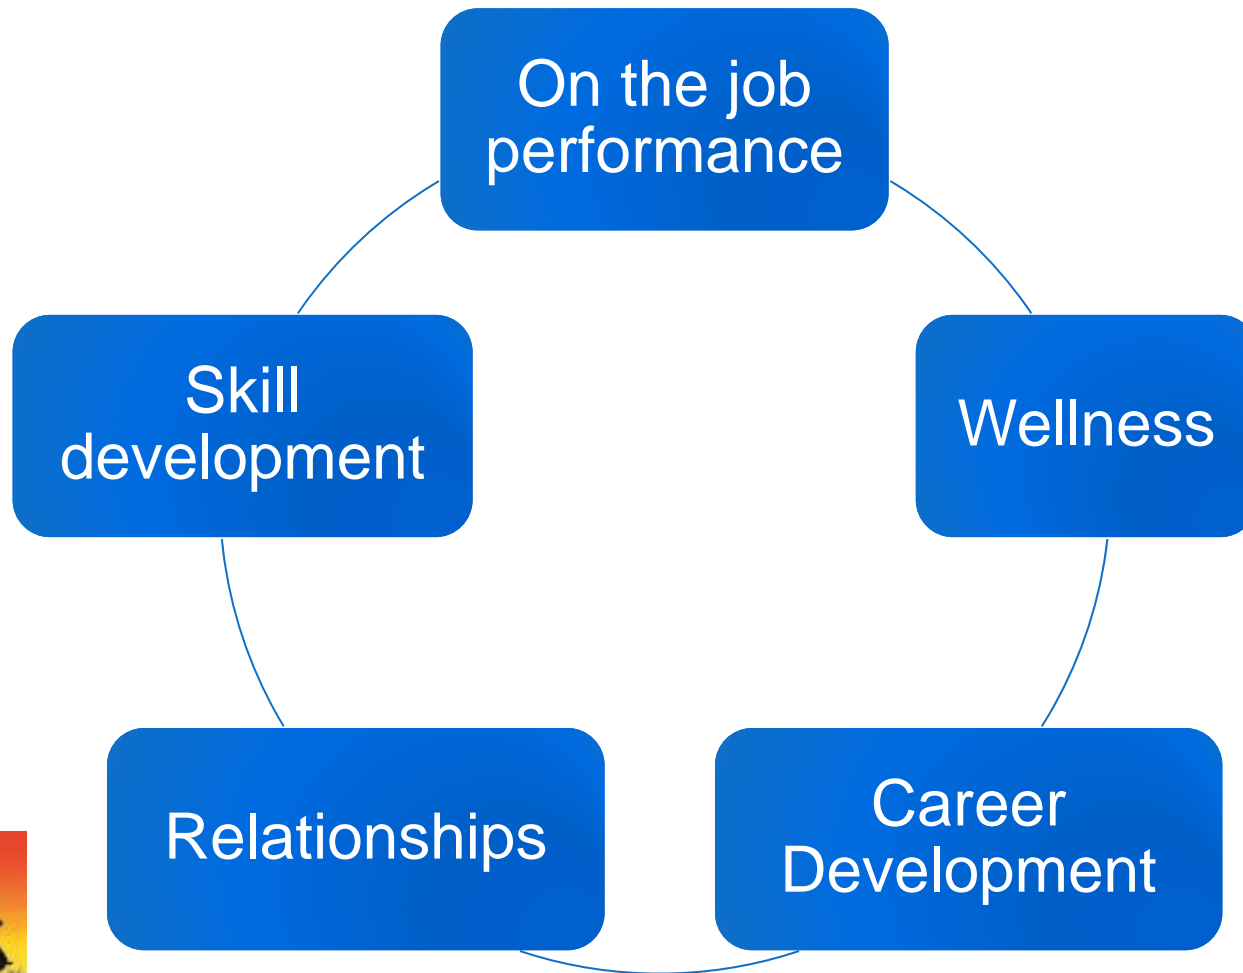 On the job
performance
Wellness
Career
Development
Relationships
Skill
development